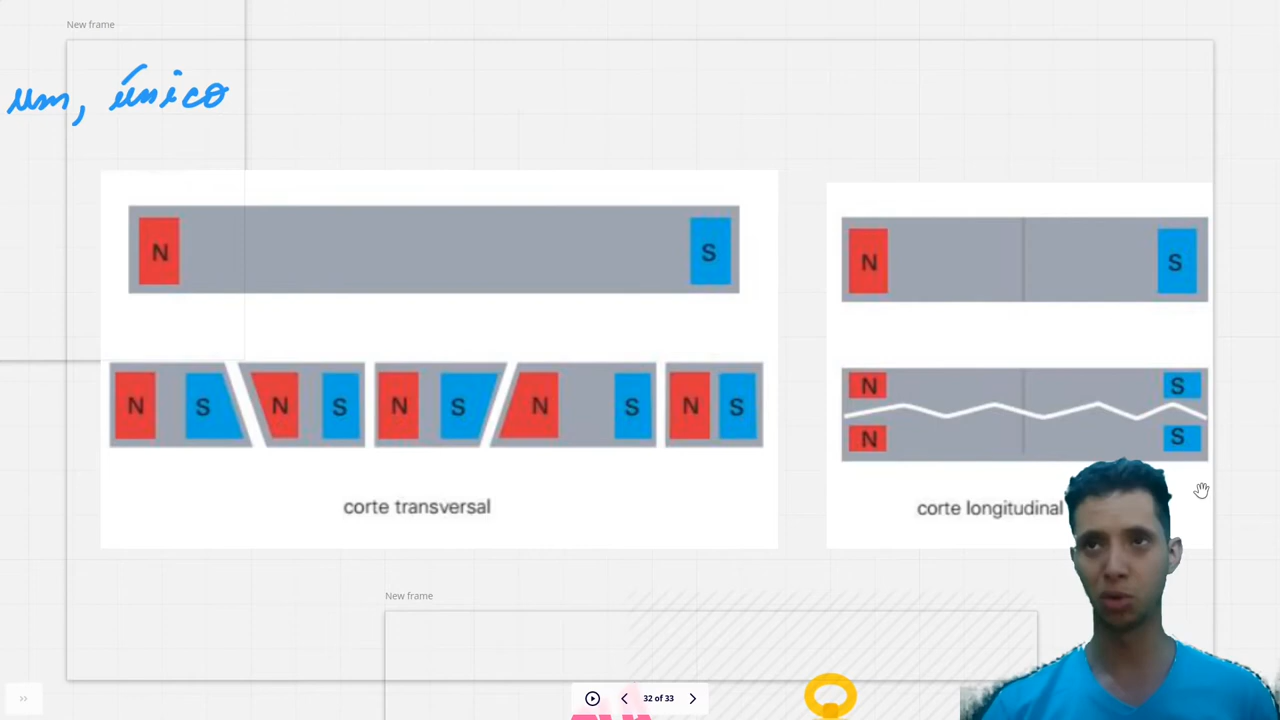 New frame
um, único
N S
N S
N S N S N S N S N S
N S
N S
corte transversal
corte longitudinal
New frame
32 of 33